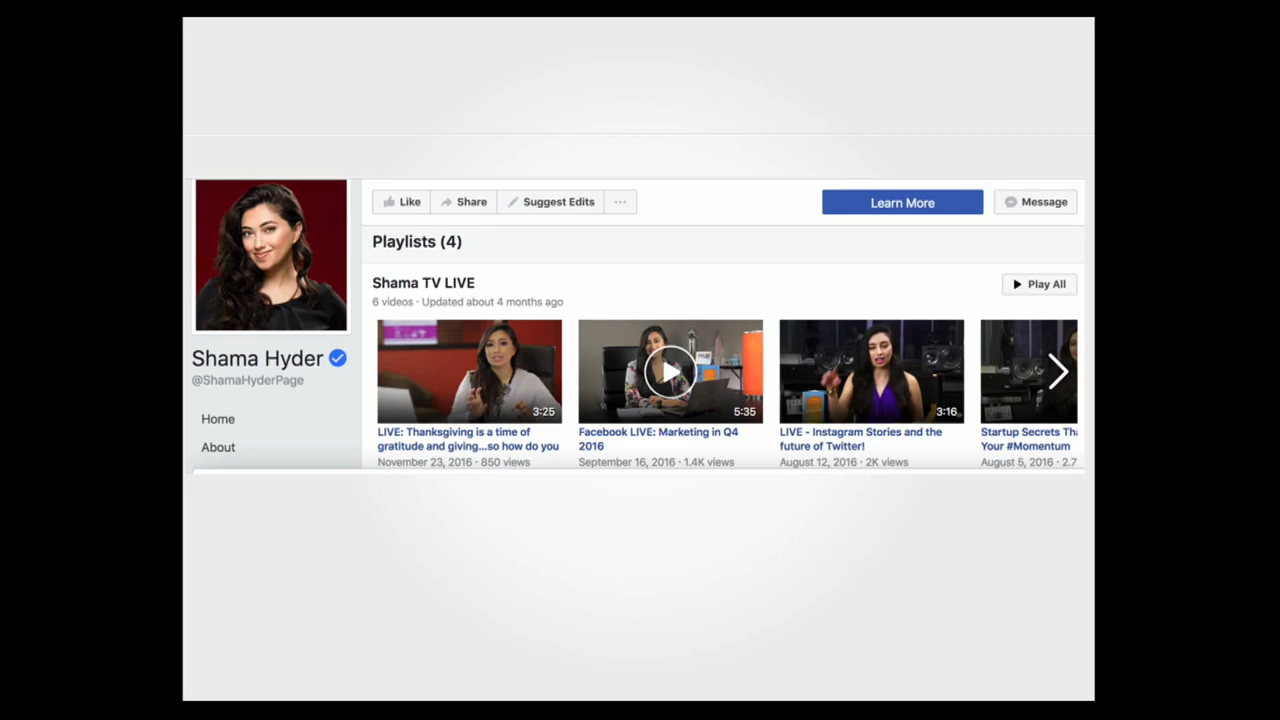 Like Share Suggest Edits ... Learn More Message
Playlists (4)
Shama TV LIVE
6 videos · Updated about 4 months ago
Play All
3:25
5:35
3:16
LIVE: Thanksgiving is a time of
gratitude and giving...so how do you
November 23, 2016 · 850 views
Facebook LIVE: Marketing in Q4
2016
September 16, 2016 · 1.4K views
LIVE - Instagram Stories and the
future of Twitter!
August 12, 2016 · 2K views
Startup Secrets Tha
Your #Momentum
August 5, 2016 · 2.7
Shama Hyder
@ShamaHyderPage
Home
About